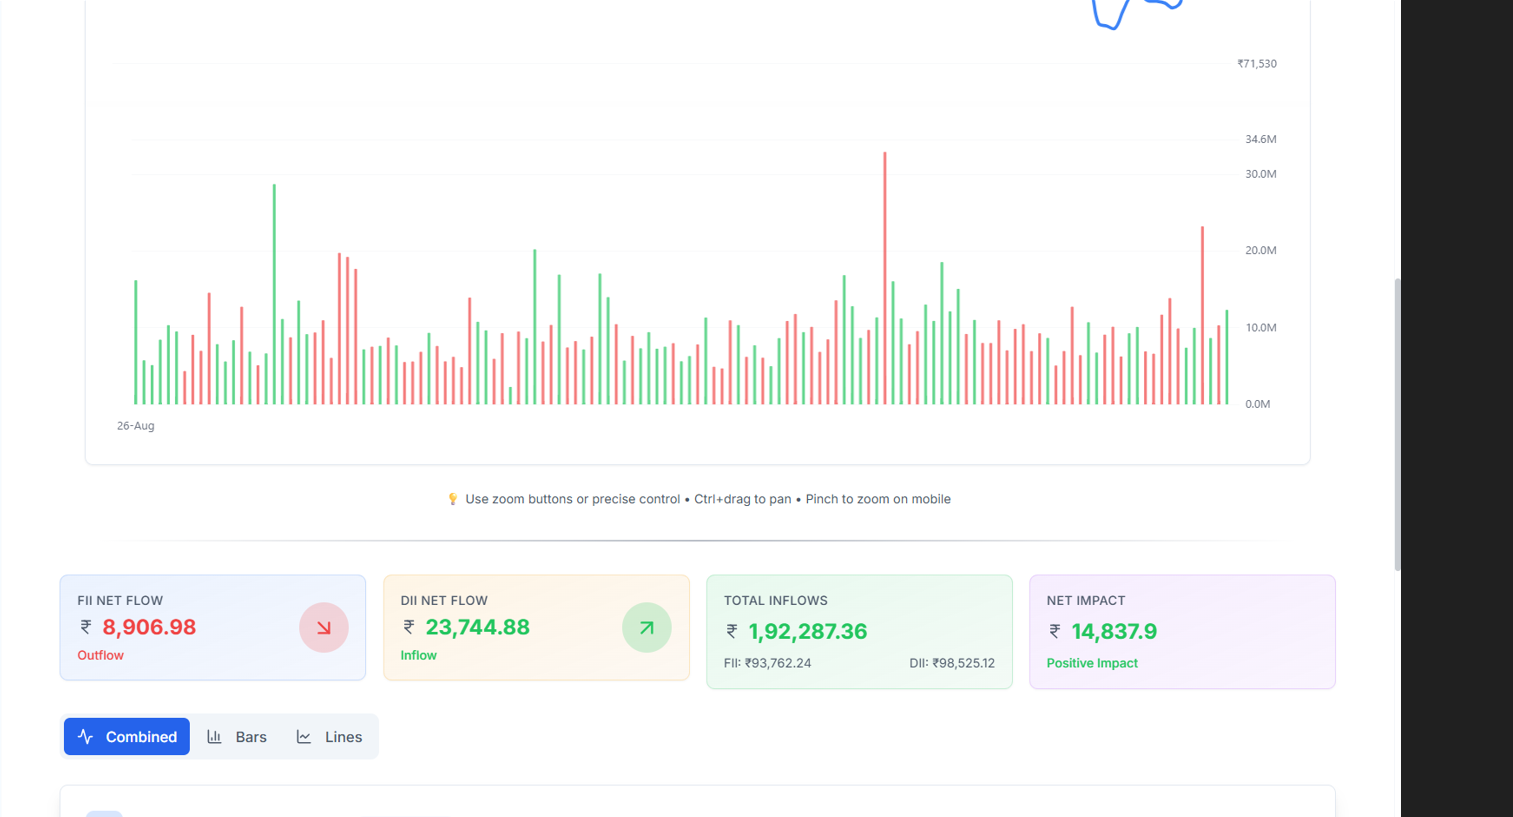 ₹71,530
34.6M
30.0M
20.0M
10.0M
0.0M
26-Aug
💡 Use zoom buttons or precise control • Ctrl+drag to pan • Pinch to zoom on mobile
FII NET FLOW
₹ 8,906.98
Outflow
DII NET FLOW
₹ 23,744.88
Inflow
TOTAL INFLOWS
₹ 1,92,287.36
FII: ₹93,762.24 DII: ₹98,525.12
NET IMPACT
₹ 14,837.9
Positive Impact
Combined Bars Lines